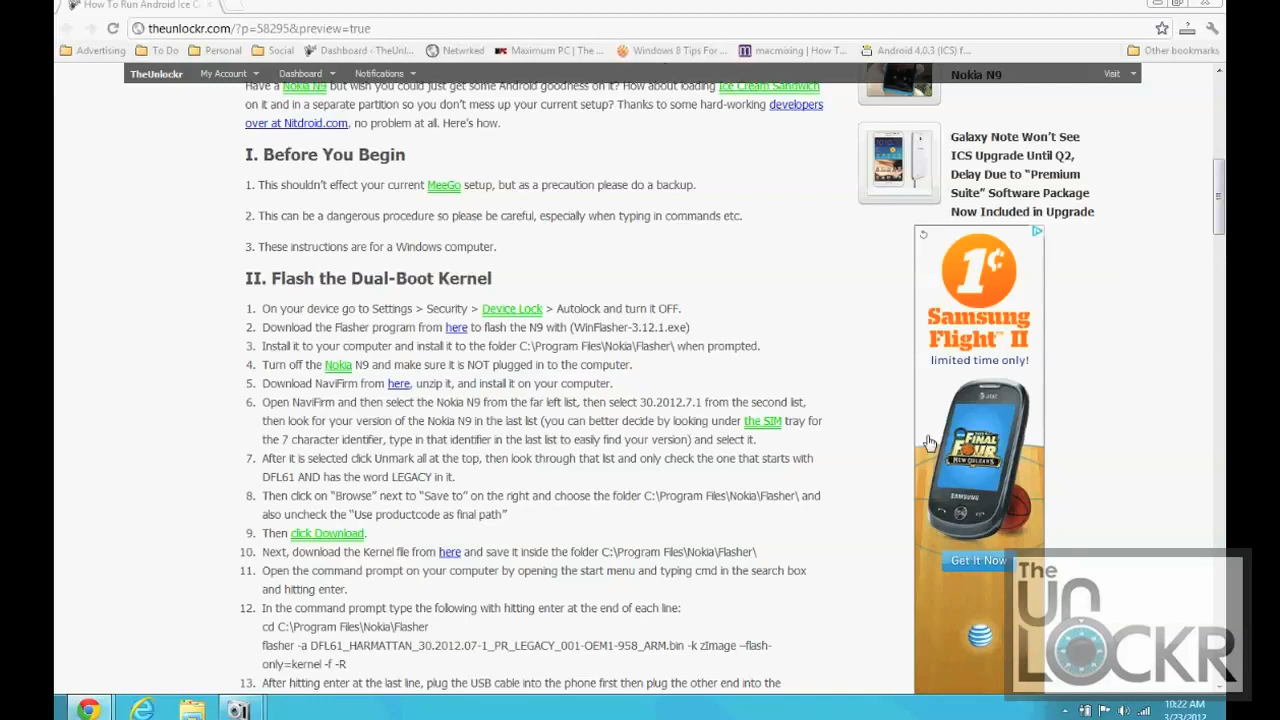 How To Run Android Ice C
theunlockr.com/?p=58295&preview=true
Advertising
To Do
Personal
Social
Dashboard ‹ TheUnl...
Netwrked
Maximum PC | The ...
Windows 8 Tips For ...
macmixing | How T...
Android 4.0.3 (ICS) f...
Other bookmarks
TheUnlockr
My Account
Dashboard
Notifications
Visit
Have a Nokia N9 but wish you could just get some Android goodness on it? How about loading Ice Cream Sandwich
on it and in a separate partition so you don't mess up your current setup? Thanks to some hard-working developers
over at Nitdroid.com, no problem at all. Here's how.
I. Before You Begin
1. This shouldn't effect your current MeeGo setup, but as a precaution please do a backup.
2. This can be a dangerous procedure so please be careful, especially when typing in commands etc.
3. These instructions are for a Windows computer.
II. Flash the Dual-Boot Kernel
1. On your device go to Settings > Security > Device Lock > Autolock and turn it OFF.
2. Download the Flasher program from here to flash the N9 with (WinFlasher-3.12.1.exe)
3. Install it to your computer and install it to the folder C:\Program Files\Nokia\Flasher\ when prompted.
4. Turn off the Nokia N9 and make sure it is NOT plugged in to the computer.
5. Download NaviFirm from here, unzip it, and install it on your computer.
6. Open NaviFirm and then select the Nokia N9 from the far left list, then select 30.2012.7.1 from the second list,
then look for your version of the Nokia N9 in the last list (you can better decide by looking under the SIM tray for
the 7 character identifier, type in that identifier in the last list to easily find your version) and select it.
7. After it is selected click Unmark all at the top, then look through that list and only check the one that starts with
DFL61 AND has the word LEGACY in it.
8. Then click on “Browse” next to “Save to” on the right and choose the folder C:\Program Files\Nokia\Flasher\ and
also uncheck the “Use productcode as final path”
9. Then click Download.
10. Next, download the Kernel file from here and save it inside the folder C:\Program Files\Nokia\Flasher\
11. Open the command prompt on your computer by opening the start menu and typing cmd in the search box
and hitting enter.
12. In the command prompt type the following with hitting enter at the end of each line:
cd C:\Program Files\Nokia\Flasher
flasher -a DFL61_HARMATTAN_30.2012.07-1_PR_LEGACY_001-OEM1-958_ARM.bin -k zImage –flash-
only=kernel -f -R
13. After hitting enter at the last line, plug the USB cable into the phone first then plug the other end into the
Nokia N9
Galaxy Note Won't See
ICS Upgrade Until Q2,
Delay Due to “Premium
Suite” Software Package
Now Included in Upgrade
1¢
Samsung
Flight II
limited time only!
at&t
FINAL
FOUR
NEW ORLEANS
SAMSUNG
Get It Now
at&t
The
UN
LOCKR
10:22 AM
3/23/2012